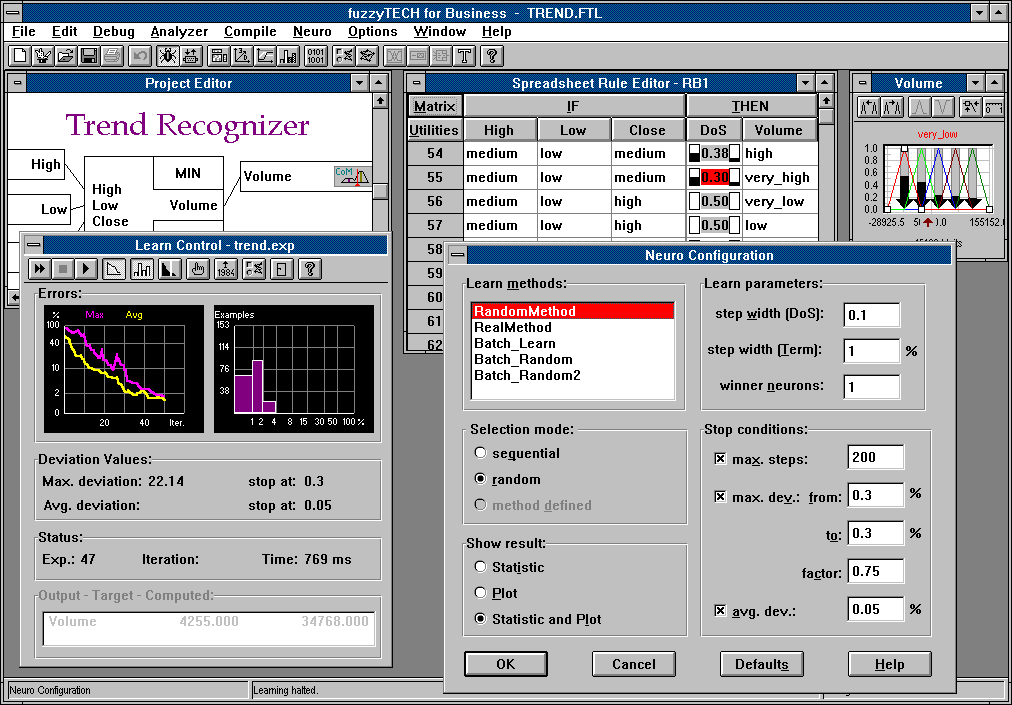 fuzzyTECH for Business - TREND.FTL
File Edit Debug Analyzer Compile Neuro Options Window Help
Project Editor
Trend Recognizer
High
Low
High
Low
Close
MIN
Volume
Volume
CoM
Spreadsheet Rule Editor - RB1
Matrix IF THEN
Utilities High Low Close DoS Volume
54 medium low medium 0.38 high
55 medium low medium 0.30 very_high
56 medium low high 0.50 very_low
57 medium low high 0.50 low
58
59
60
61
62
Volume
very_low
1.0
0.8
0.6
0.4
0.2
0.0
-28925.5 155152.
Learn Control - trend.exp
1984
Errors:
% Max Avg
100
40
10
2
0
20 40 Iter.
Examples
153
114
76
38
1 2 4 8 15 30 50 100 %
Deviation Values:
Max. deviation: 22.14 stop at: 0.3
Avg. deviation: stop at: 0.05
Status:
Exp.: 47 Iteration: Time: 769 ms
Output - Target - Computed:
Volume 4255.000 34768.000
Neuro Configuration
Learn methods:
RandomMethod
RealMethod
Batch_Learn
Batch_Random
Batch_Random2
Selection mode:
sequential
random
method defined
Show result:
Statistic
Plot
Statistic and Plot
Learn parameters:
step width (DoS): 0.1
step width (Term): 1 %
winner neurons: 1
Stop conditions:
max. steps: 200
max. dev.: from: 0.3 %
to: 0.3 %
factor: 0.75
avg. dev.: 0.05 %
OK Cancel Defaults Help
Neuro Configuration
Learning halted.